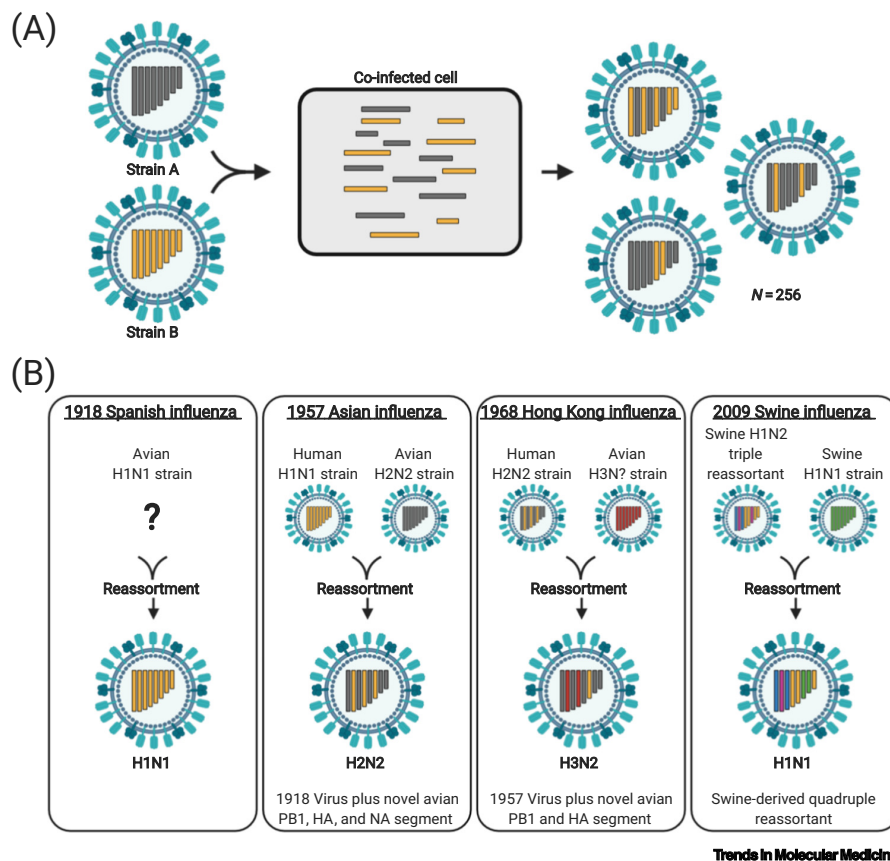 (A)
Co-infected cell
Strain A
Strain B
N = 256
(B)
1918 Spanish influenza
Avian
H1N1 strain
?
Reassortment
H1N1
1957 Asian influenza
Human
H1N1 strain
Avian
H2N2 strain
Reassortment
H2N2
1918 Virus plus novel avian
PB1, HA, and NA segment
1968 Hong Kong influenza
Human
H2N2 strain
Avian
H3N? strain
Reassortment
H3N2
1957 Virus plus novel avian
PB1 and HA segment
2009 Swine influenza
Swine H1N2
triple
reassortant
Swine
H1N1 strain
Reassortment
H1N1
Swine-derived quadruple
reassortant
Trends in Molecular Medicin